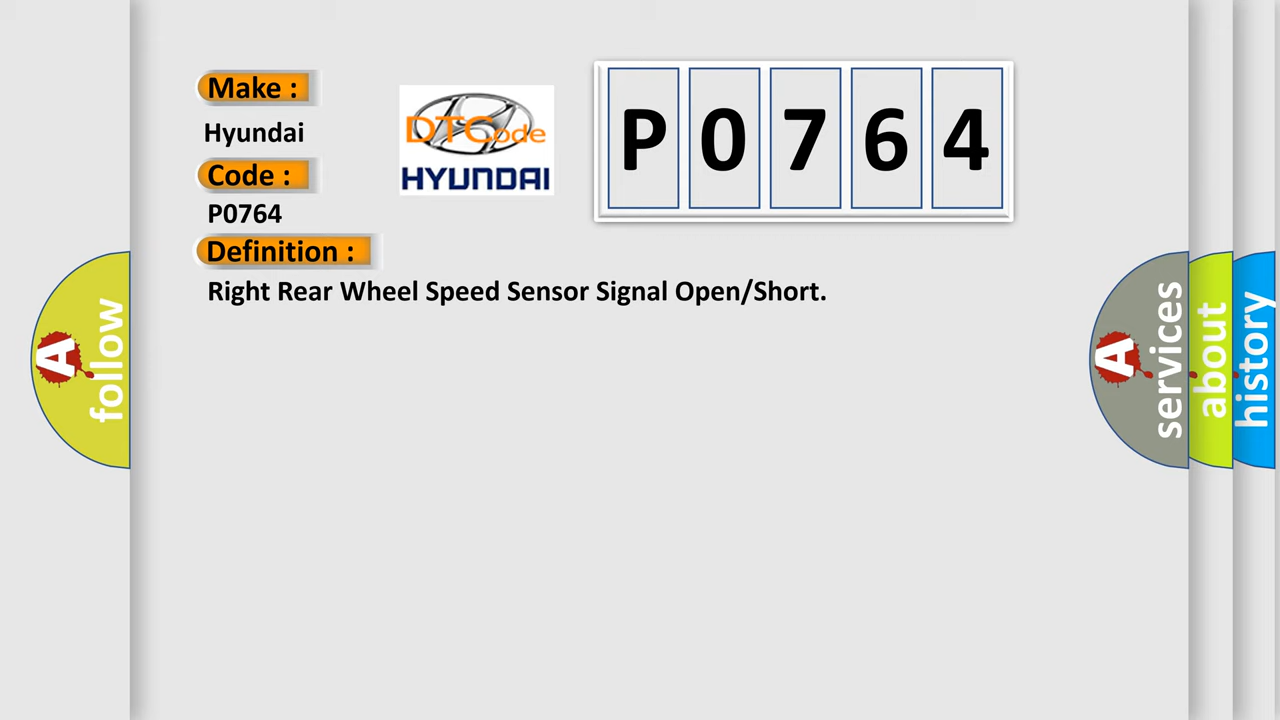 Make :
Hyundai
Code :
P0764
Definition :
Right Rear Wheel Speed Sensor Signal Open/Short.
DTCode
HYUNDAI
P 0 7 6 4
A follow
A services
about
history